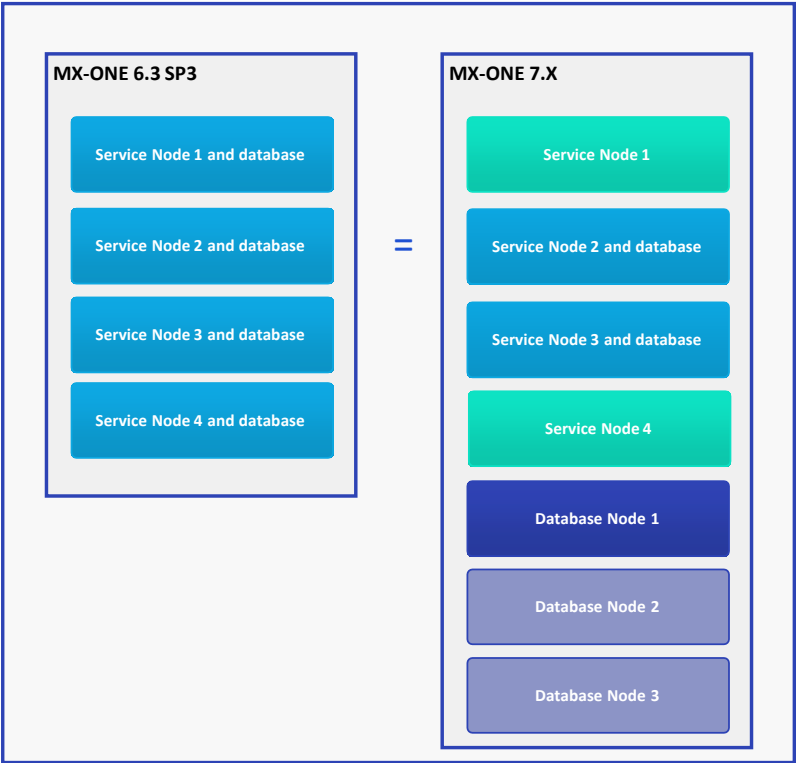 MX-ONE 6.3 SP3
Service Node 1 and database
Service Node 2 and database
Service Node 3 and database
Service Node 4 and database
=
MX-ONE 7.X
Service Node 1
Service Node 2 and database
Service Node 3 and database
Service Node 4
Database Node 1
Database Node 2
Database Node 3